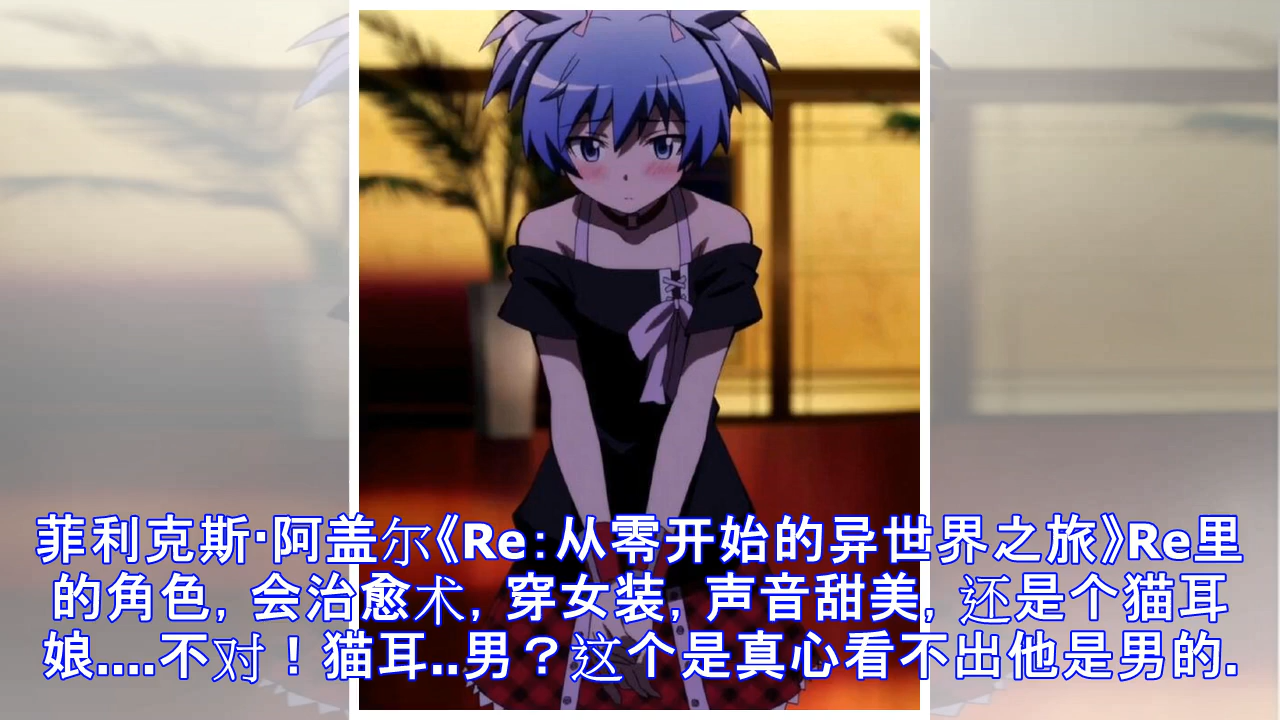 菲利克斯·阿盖尔《Re:从零开始的异世界之旅》Re里
的角色, 会治愈术, 穿女装, 声音甜美, 还是个猫耳
娘....不对！猫耳..男？这个是真心看不出他是男的.